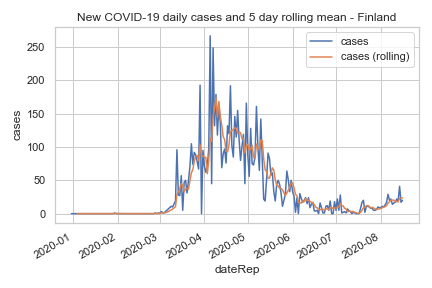 New COVID-19 daily cases and 5 day rolling mean - Finland
cases
cases (rolling)
250
200
150
100
50
0
cases
2020-01
2020-02
2020-03
2020-04
2020-05
2020-06
2020-07
2020-08
dateRep